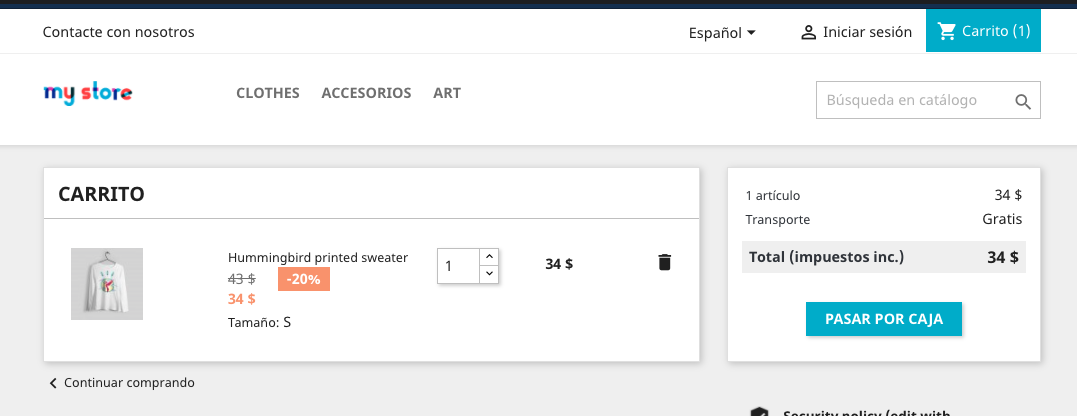 Contacte con nosotros
Español
Iniciar sesión
Carrito (1)
my store
CLOTHES
ACCESORIOS
ART
Búsqueda en catálogo
CARRITO
Hummingbird printed sweater
43 $ -20%
34 $
Tamaño: S
1
34 $
Continuar comprando
1 artículo 34 $
Transporte Gratis
Total (impuestos inc.) 34 $
PASAR POR CAJA
Security policy (edit with